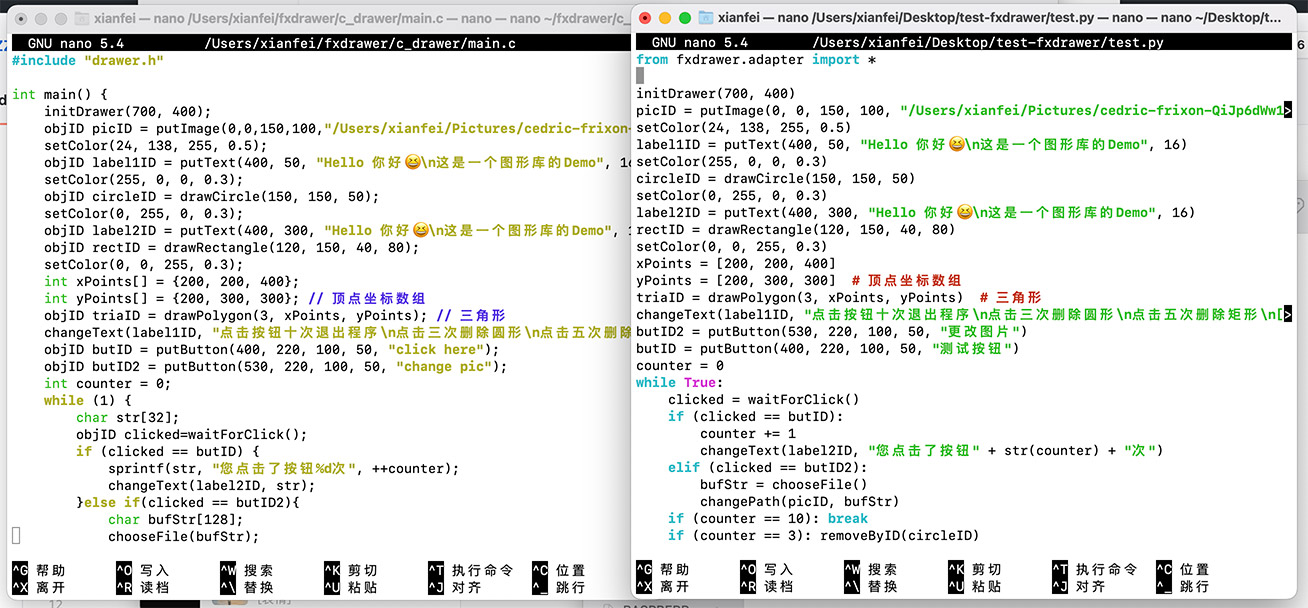 xianfei — nano /Users/xianfei/fxdrawer/c_drawer/main.c — nano — nano ~/fxdrawer/c_
GNU nano 5.4 /Users/xianfei/fxdrawer/c_drawer/main.c
#include "drawer.h"
int main() {
initDrawer(700, 400);
objID picID = putImage(0,0,150,100,"/Users/xianfei/Pictures/cedric-frixon-
setColor(24, 138, 255, 0.5);
objID label1ID = putText(400, 50, "Hello 你好😆\n这是一个图形库的Demo", 16
setColor(255, 0, 0, 0.3);
objID circleID = drawCircle(150, 150, 50);
setColor(0, 255, 0, 0.3);
objID label2ID = putText(400, 300, "Hello 你好😆\n这是一个图形库的Demo", 1
objID rectID = drawRectangle(120, 150, 40, 80);
setColor(0, 0, 255, 0.3);
int xPoints[] = {200, 200, 400};
int yPoints[] = {200, 300, 300}; // 顶点坐标数组
objID triaID = drawPolygon(3, xPoints, yPoints); // 三角形
changeText(label1ID, "点击按钮十次退出程序\n点击三次删除圆形\n点击五次删除
objID butID = putButton(400, 220, 100, 50, "click here");
objID butID2 = putButton(530, 220, 100, 50, "change pic");
int counter = 0;
while (1) {
char str[32];
objID clicked=waitForClick();
if (clicked == butID) {
sprintf(str, "您点击了按钮%d次", ++counter);
changeText(label2ID, str);
}else if(clicked == butID2){
char bufStr[128];
chooseFile(bufStr);
^G 帮助 ^O 写入 ^W 搜索 ^K 剪切 ^T 执行命令 ^C 位置
^X 离开 ^R 读档 ^\ 替换 ^U 粘贴 ^J 对齐 ^_ 跳行
xianfei — nano /Users/xianfei/Desktop/test-fxdrawer/test.py — nano — nano ~/Desktop/t...
GNU nano 5.4 /Users/xianfei/Desktop/test-fxdrawer/test.py
from fxdrawer.adapter import *
initDrawer(700, 400)
picID = putImage(0, 0, 150, 100, "/Users/xianfei/Pictures/cedric-frixon-QiJp6dWw1>
setColor(24, 138, 255, 0.5)
label1ID = putText(400, 50, "Hello 你好😆\n这是一个图形库的Demo", 16)
setColor(255, 0, 0, 0.3)
circleID = drawCircle(150, 150, 50)
setColor(0, 255, 0, 0.3)
label2ID = putText(400, 300, "Hello 你好😆\n这是一个图形库的Demo", 16)
rectID = drawRectangle(120, 150, 40, 80)
setColor(0, 0, 255, 0.3)
xPoints = [200, 200, 400]
yPoints = [200, 300, 300] # 顶点坐标数组
triaID = drawPolygon(3, xPoints, yPoints) # 三角形
changeText(label1ID, "点击按钮十次退出程序\n点击三次删除圆形\n点击五次删除矩形\n[>
butID2 = putButton(530, 220, 100, 50, "更改图片")
butID = putButton(400, 220, 100, 50, "测试按钮")
counter = 0
while True:
clicked = waitForClick()
if (clicked == butID):
counter += 1
changeText(label2ID, "您点击了按钮" + str(counter) + "次")
elif (clicked == butID2):
bufStr = chooseFile()
changePath(picID, bufStr)
if (counter == 10): break
if (counter == 3): removeByID(circleID)
^G 帮助 ^O 写入 ^W 搜索 ^K 剪切 ^T 执行命令 ^C 位置
^X 离开 ^R 读档 ^\ 替换 ^U 粘贴 ^J 对齐 ^_ 跳行